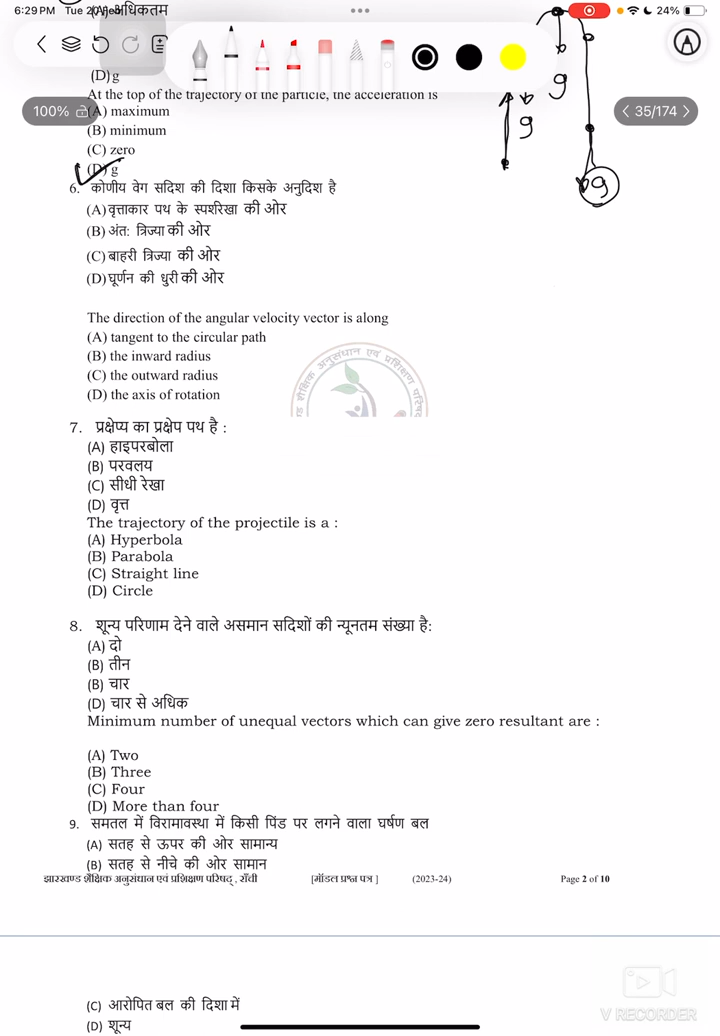 6:29 PM Tue 2
(A) अधिकतम
24%
(D) g
At the top of the trajectory of the particle, the acceleration is
100%
(A) maximum
35/174
(B) minimum
(C) zero
(D) g
g
g
g
6. कोणीय वेग सदिश की दिशा किसके अनुदिश है
(A) वृत्ताकार पथ के स्पर्शरेखा की ओर
(B) अंत: त्रिज्या की ओर
(C) बाहरी त्रिज्या की ओर
(D) घूर्णन की धुरी की ओर
The direction of the angular velocity vector is along
(A) tangent to the circular path
(B) the inward radius
(C) the outward radius
(D) the axis of rotation
7. प्रक्षेप्य का प्रक्षेप पथ है :
(A) हाइपरबोला
(B) परवलय
(C) सीधी रेखा
(D) वृत्त
The trajectory of the projectile is a :
(A) Hyperbola
(B) Parabola
(C) Straight line
(D) Circle
8. शून्य परिणाम देने वाले असमान सदिशों की न्यूनतम संख्या है:
(A) दो
(B) तीन
(B) चार
(D) चार से अधिक
Minimum number of unequal vectors which can give zero resultant are :
(A) Two
(B) Three
(C) Four
(D) More than four
9. समतल में विरामावस्था में किसी पिंड पर लगने वाला घर्षण बल
(A) सतह से ऊपर की ओर सामान्य
(B) सतह से नीचे की ओर सामान
झारखण्ड शैक्षिक अनुसंधान एवं प्रशिक्षण परिषद् , राँची [मॉडल प्रश्न पत्र ] (2023-24) Page 2 of 10
(C) आरोपित बल की दिशा में
(D) शून्य
V RECORDER